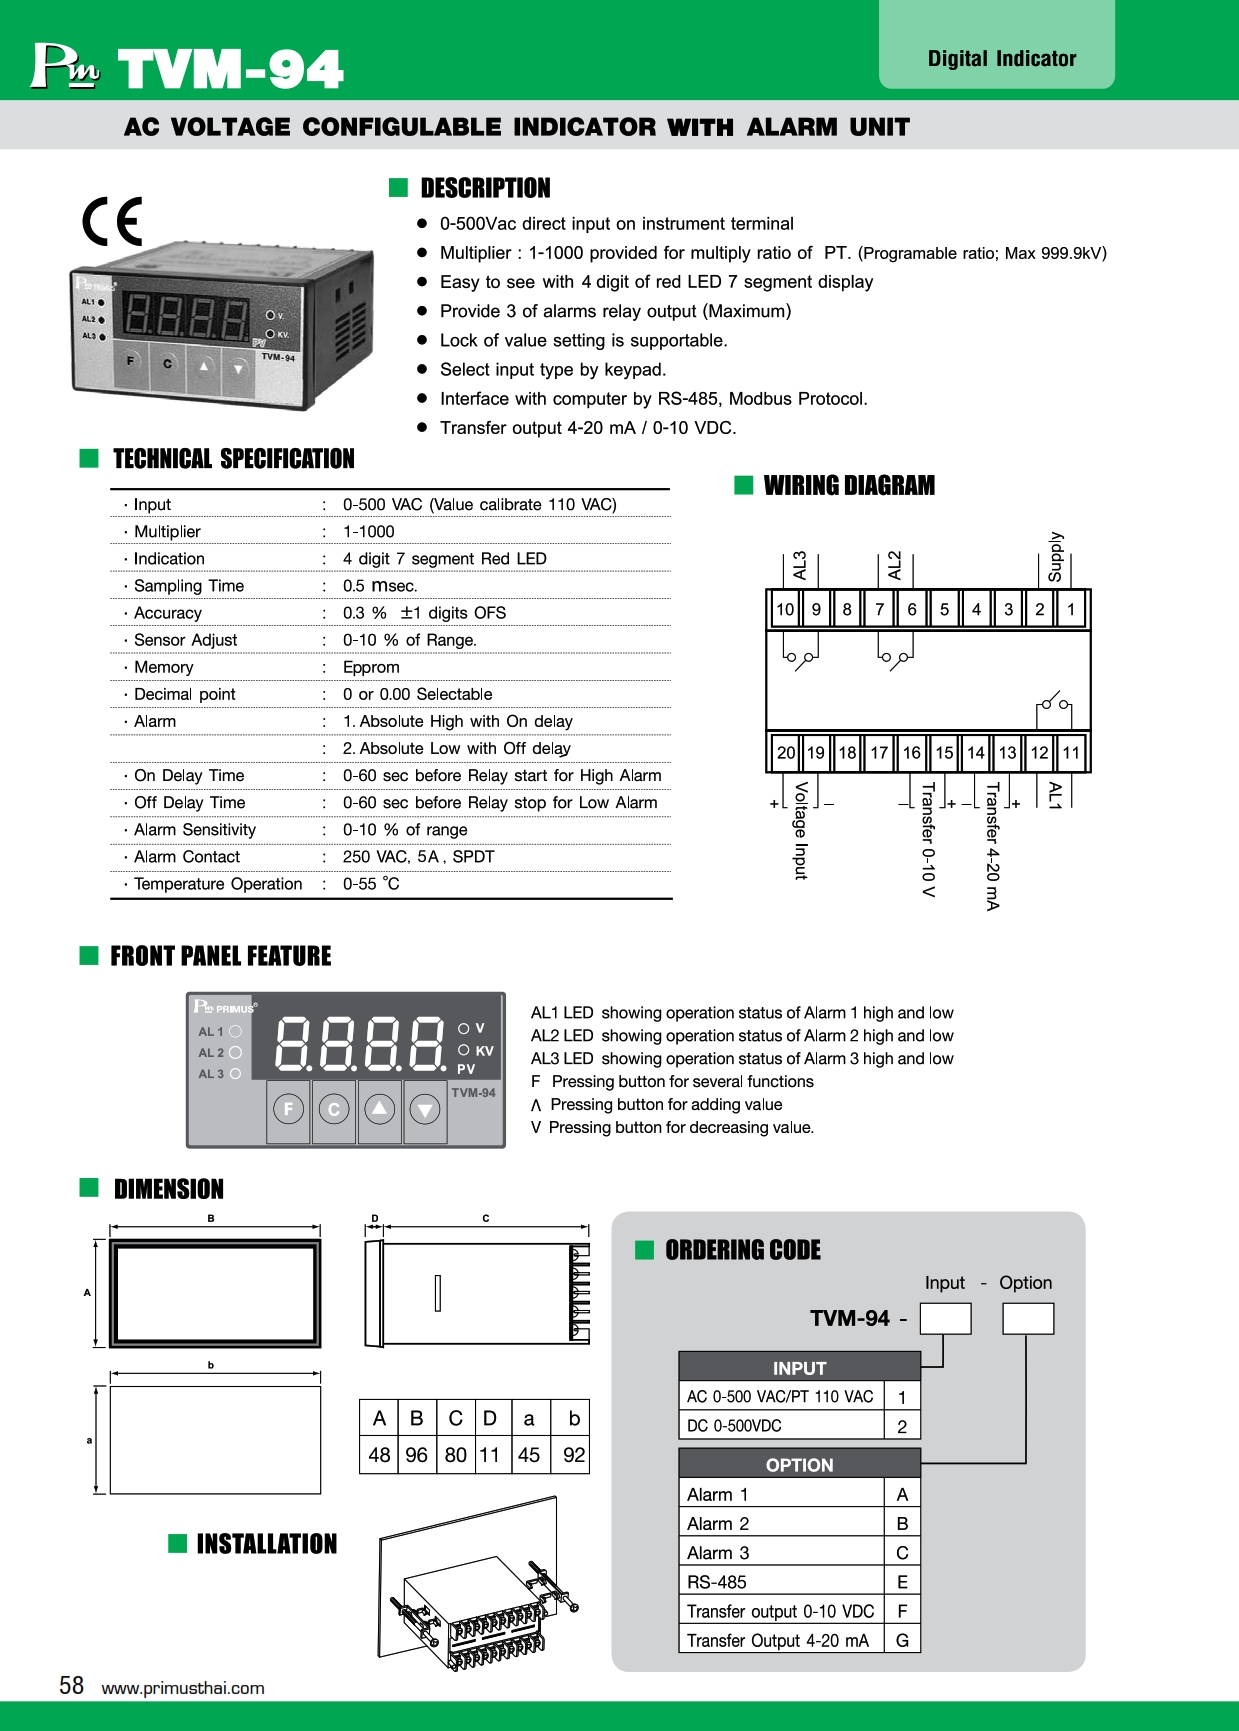 Pm TVM-94
Digital Indicator
AC VOLTAGE CONFIGULABLE INDICATOR WITH ALARM UNIT
CE
AL1
AL2
AL3
V.
KV.
PV
TVM-94
F C
DESCRIPTION
● 0-500Vac direct input on instrument terminal
● Multiplier : 1-1000 provided for multiply ratio of PT. (Programable ratio; Max 999.9kV)
● Easy to see with 4 digit of red LED 7 segment display
● Provide 3 of alarms relay output (Maximum)
● Lock of value setting is supportable.
● Select input type by keypad.
● Interface with computer by RS-485, Modbus Protocol.
● Transfer output 4-20 mA / 0-10 VDC.
TECHNICAL SPECIFICATION
· Input : 0-500 VAC (Value calibrate 110 VAC)
· Multiplier : 1-1000
· Indication : 4 digit 7 segment Red LED
· Sampling Time : 0.5 msec.
· Accuracy : 0.3 % ±1 digits OFS
· Sensor Adjust : 0-10 % of Range.
· Memory : Epprom
· Decimal point : 0 or 0.00 Selectable
· Alarm : 1. Absolute High with On delay
: 2. Absolute Low with Off delay
· On Delay Time : 0-60 sec before Relay start for High Alarm
· Off Delay Time : 0-60 sec before Relay stop for Low Alarm
· Alarm Sensitivity : 0-10 % of range
· Alarm Contact : 250 VAC, 5A , SPDT
· Temperature Operation : 0-55 °C
WIRING DIAGRAM
AL3 AL2 Supply
10 9 8 7 6 5 4 3 2 1
20 19 18 17 16 15 14 13 12 11
+ Voltage Input −
− Transfer 0-10 V +
− Transfer 4-20 mA +
AL1
FRONT PANEL FEATURE
Pm PRIMUS®
AL 1
AL 2
AL 3
8.8.8.8.
V
KV
PV
TVM-94
F C
AL1 LED showing operation status of Alarm 1 high and low
AL2 LED showing operation status of Alarm 2 high and low
AL3 LED showing operation status of Alarm 3 high and low
F Pressing button for several functions
Λ Pressing button for adding value
V Pressing button for decreasing value.
DIMENSION
B
A
D C
b
a
A B C D a b
48 96 80 11 45 92
INSTALLATION
ORDERING CODE
Input - Option
TVM-94 -
INPUT
AC 0-500 VAC/PT 110 VAC 1
DC 0-500VDC 2
OPTION
Alarm 1 A
Alarm 2 B
Alarm 3 C
RS-485 E
Transfer output 0-10 VDC F
Transfer Output 4-20 mA G
58 www.primusthai.com